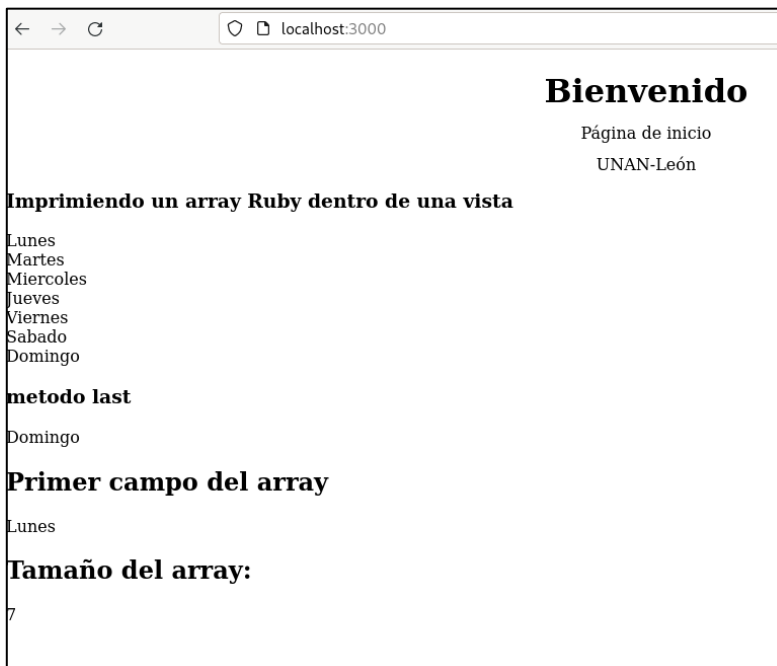 localhost:3000
Bienvenido
Página de inicio
UNAN-León
Imprimiendo un array Ruby dentro de una vista
Lunes
Martes
Miercoles
Jueves
Viernes
Sabado
Domingo
metodo last
Domingo
Primer campo del array
Lunes
Tamaño del array:
7